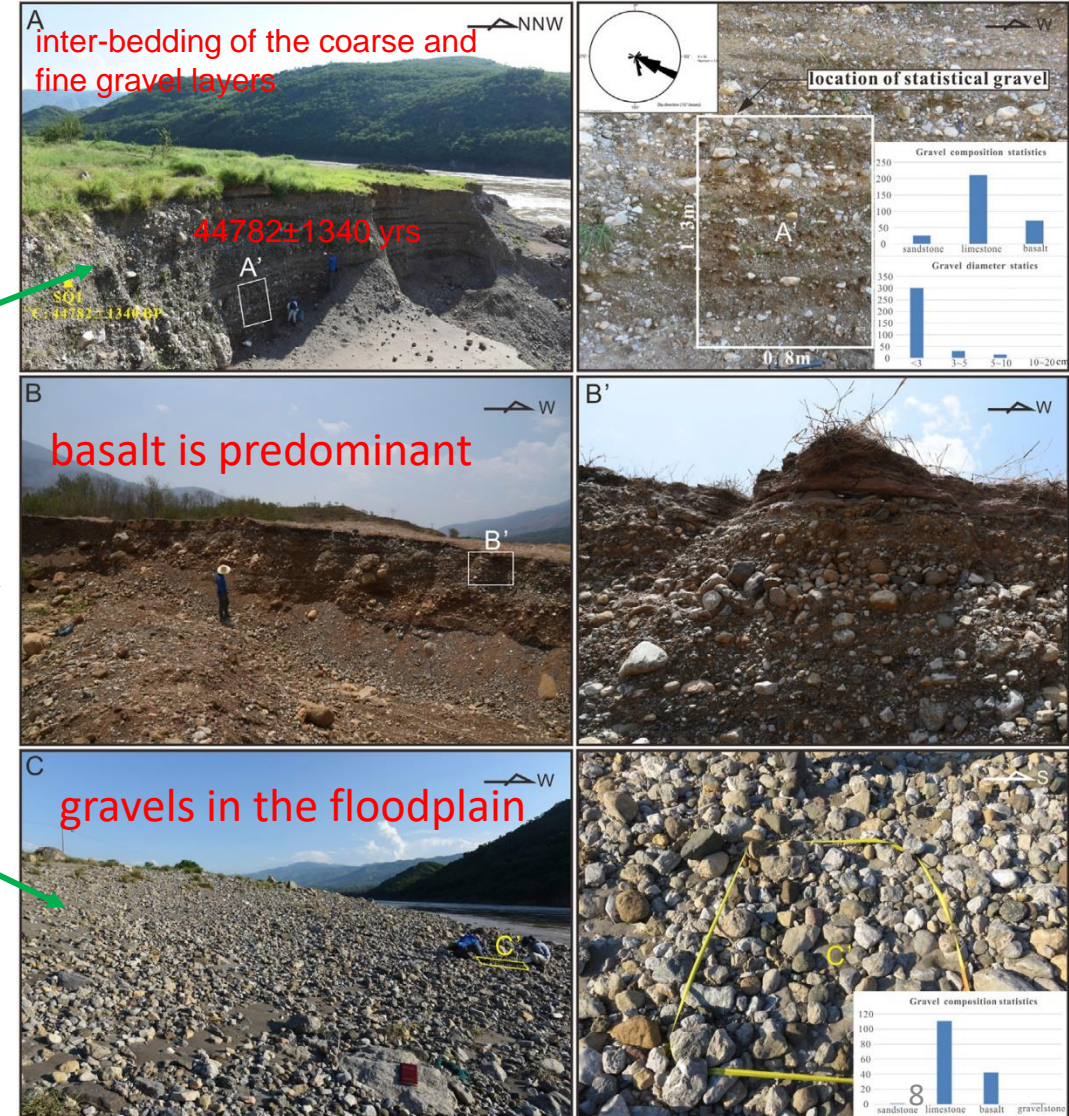 A
NNW
inter-bedding of the coarse and
fine gravel layers
44782±1340 yrs
A'
SQ1
C: 44782±1340 BP
W
location of statistical gravel
1.3m
A'
0.8m
Gravel composition statistics
250
200
150
100
50
0
sandstone limestone basalt
Gravel diameter statics
350
300
250
200
150
100
50
0
<3 3~5 5~10 10~20cm
B
W
basalt is predominant
B'
B'
W
C
W
gravels in the floodplain
C'
S
C'
Gravel composition statistics
120
100
80
60
40
20
0
sandstone limestone basalt gravelstone
8